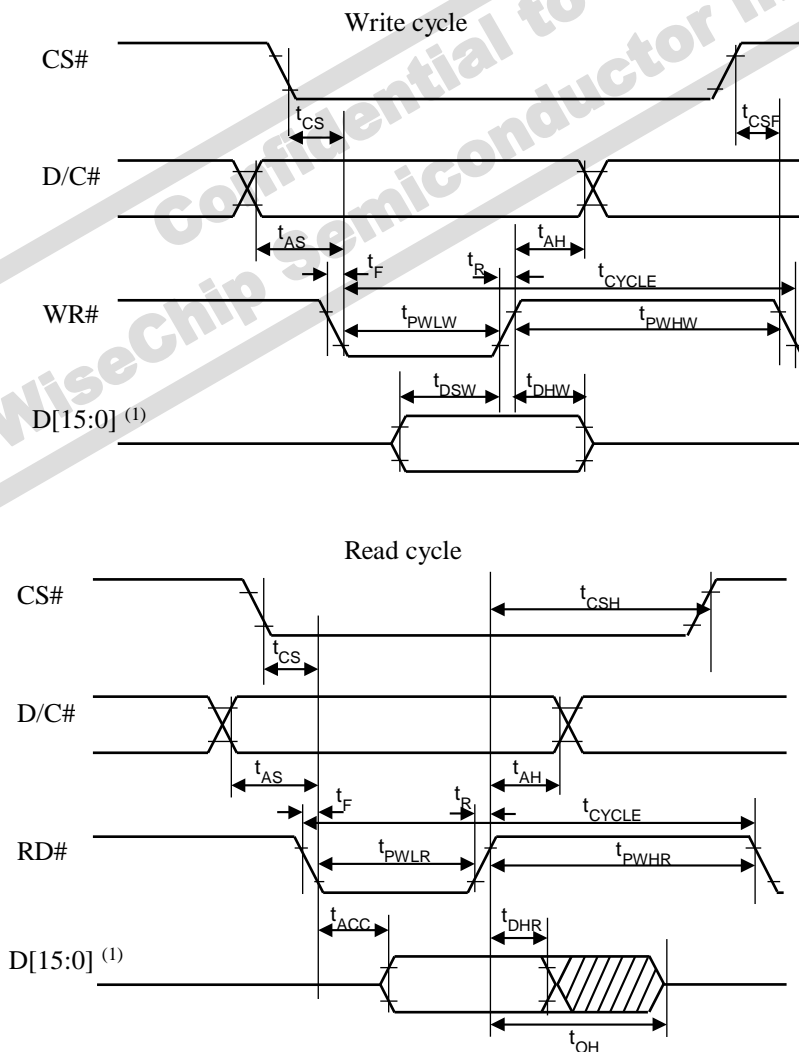 Write cycle
CS#
tCS
tCSF
D/C#
tAS
tAH
tF
tR
tCYCLE
WR#
tPWLW
tPWHW
tDSW
tDHW
D[15:0] (1)
Confidential to
WiseChip Semiconductor
Read cycle
CS#
tCSH
tCS
D/C#
tAS
tAH
tF
tR
tCYCLE
RD#
tPWLR
tPWHR
tACC
tDHR
D[15:0] (1)
tOH